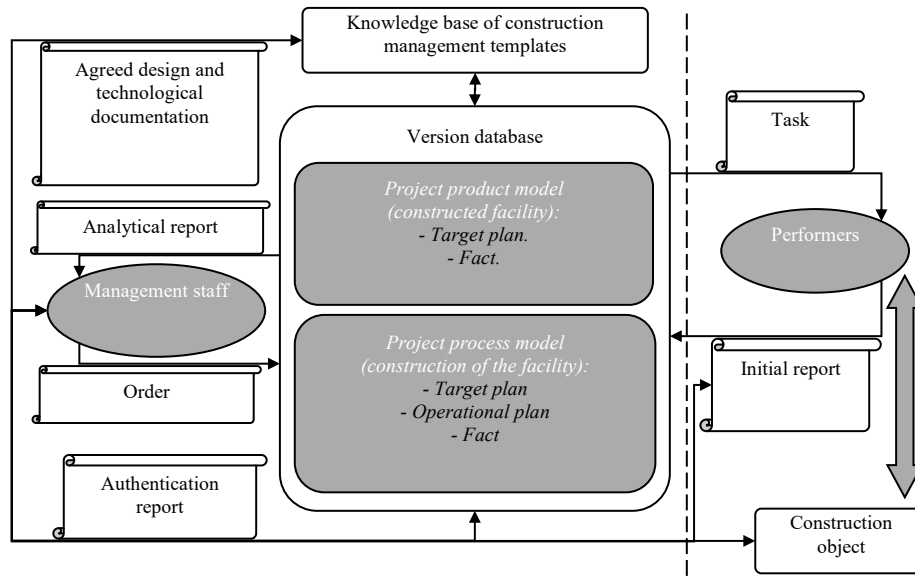 Knowledge base of construction
management templates
Agreed design and
technological
documentation
Version database
Task
Project product model
(constructed facility):
- Target plan.
- Fact.
Analytical report
Performers
Management staff
Project process model
(construction of the facility):
- Target plan
- Operational plan
- Fact
Initial report
Order
Authentication
report
Construction
object